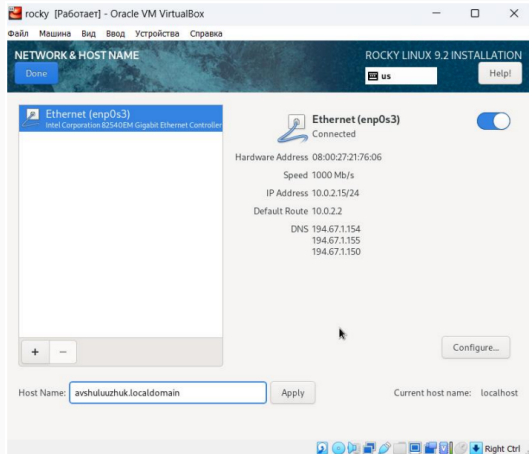 rocky [Работает] - Oracle VM VirtualBox
Файл Машина Вид Ввод Устройства Справка
NETWORK & HOST NAME
ROCKY LINUX 9.2 INSTALLATION
Done
us
Help!
Ethernet (enp0s3)
Intel Corporation 82540EM Gigabit Ethernet Controller
Ethernet (enp0s3)
Connected
Hardware Address 08:00:27:21:76:06
Speed 1000 Mb/s
IP Address 10.0.2.15/24
Default Route 10.0.2.2
DNS 194.67.1.154
194.67.1.155
194.67.1.150
+ −
Configure...
Host Name: avshuluuzhuk.localdomain
Apply
Current host name: localhost
Right Ctrl